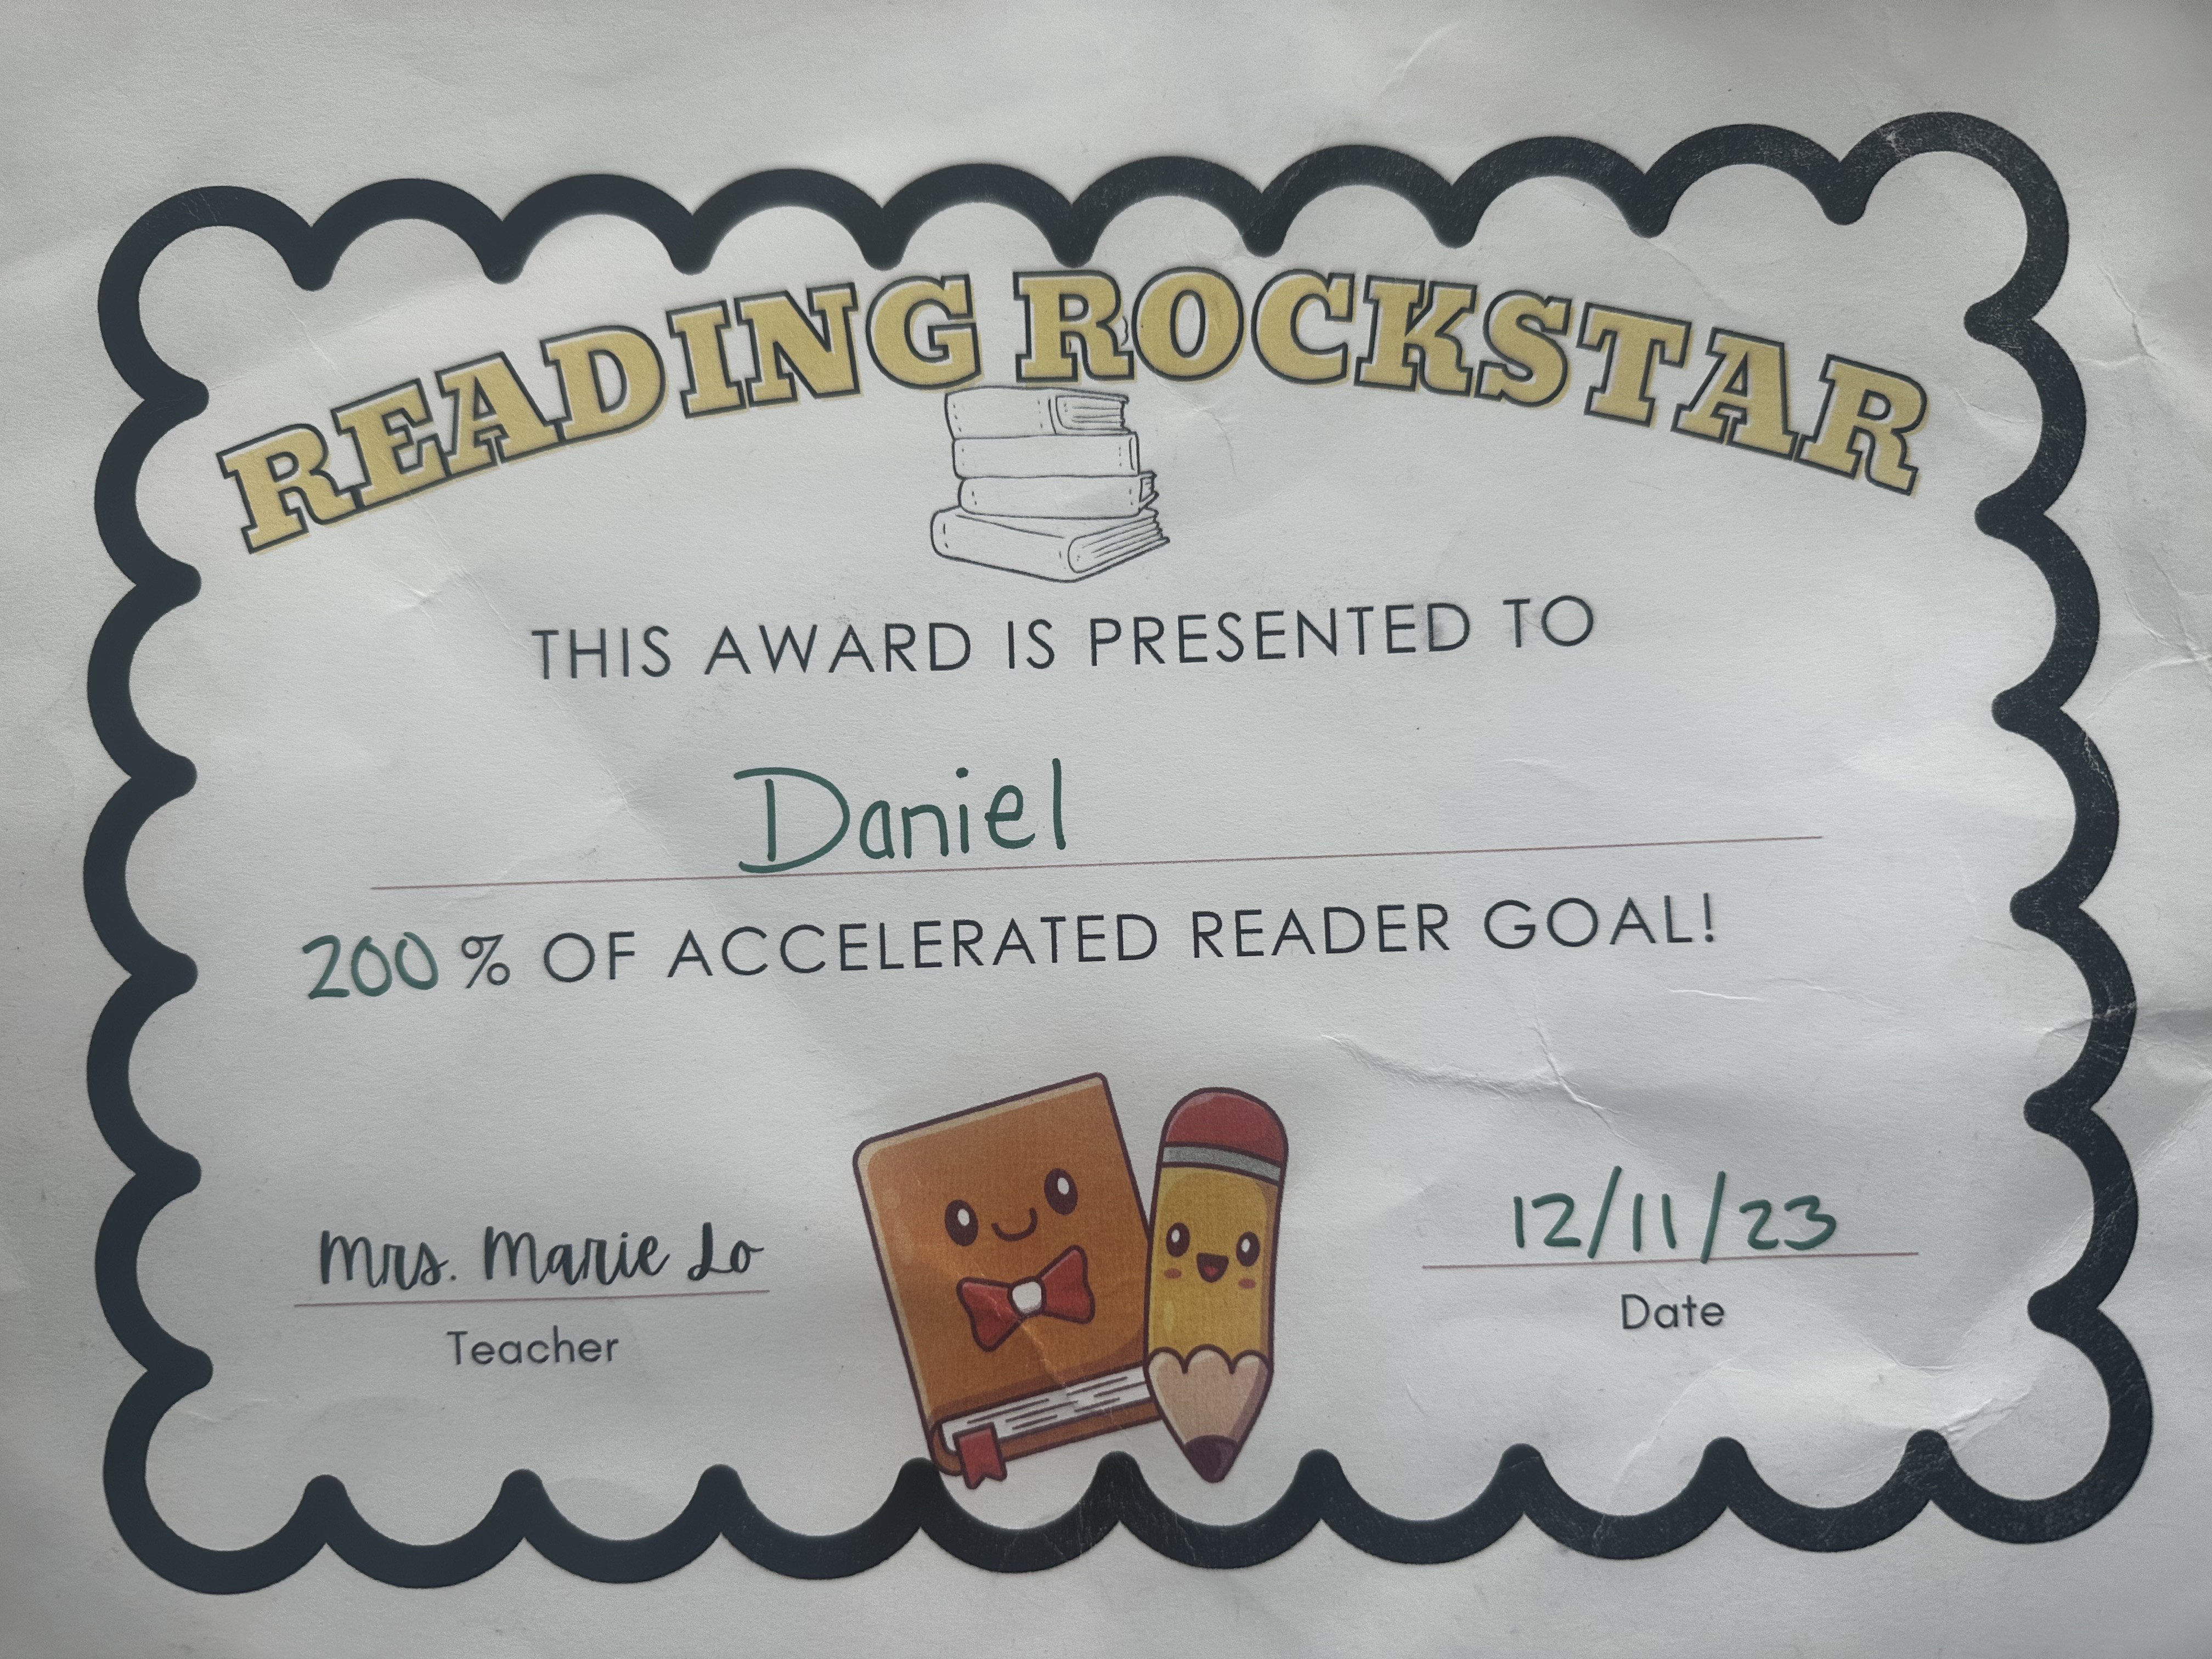 READING ROCKSTAR
THIS AWARD IS PRESENTED TO
Daniel
200 % OF ACCELERATED READER GOAL!
Mrs. Marie Lo
Teacher
12/11/23
Date